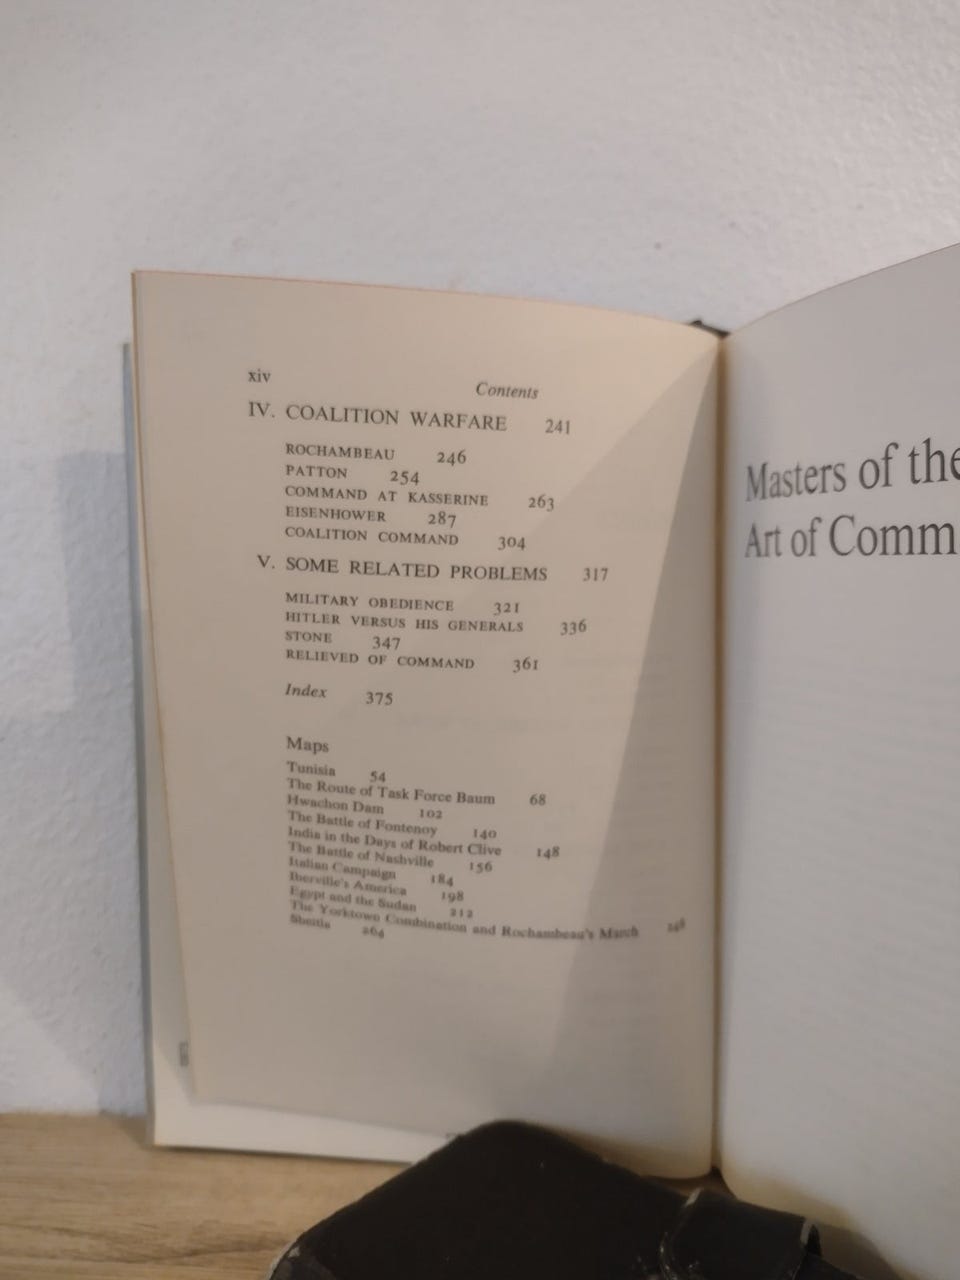 xiv
Contents
IV. COALITION WARFARE 241
ROCHAMBEAU 246
PATTON 254
COMMAND AT KASSERINE 263
EISENHOWER 287
COALITION COMMAND 304
V. SOME RELATED PROBLEMS 317
MILITARY OBEDIENCE 321
HITLER VERSUS HIS GENERALS 336
STONE 347
RELIEVED OF COMMAND 361
Index 375
Maps
Tunisia 54
The Route of Task Force Baum 68
Hwachon Dam 102
The Battle of Fontenoy 140
India in the Days of Robert Clive 148
The Battle of Nashville 156
Italian Campaign 184
Iberville's America 198
Egypt and the Sudan 212
The Yorktown Combination and Rochambeau's March 248
Sbeitla 264
Masters of the
Art of Comm